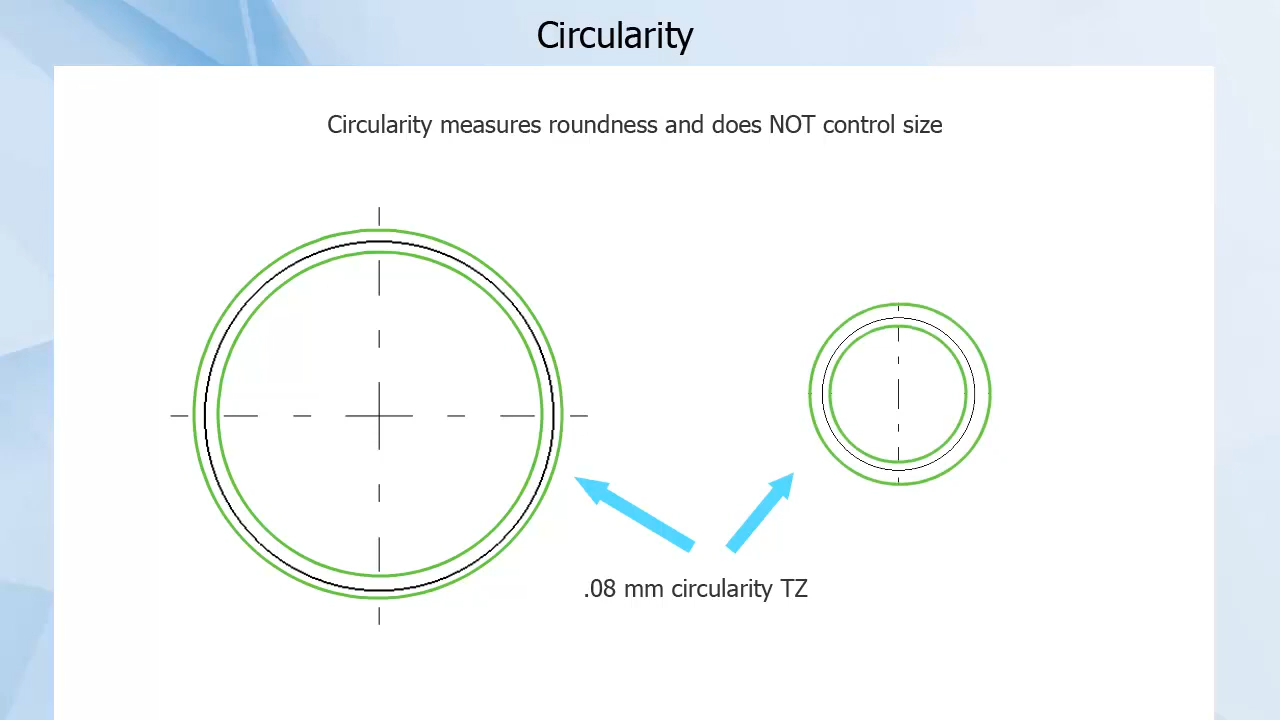 Circularity
Circularity measures roundness and does NOT control size
.08 mm circularity TZ